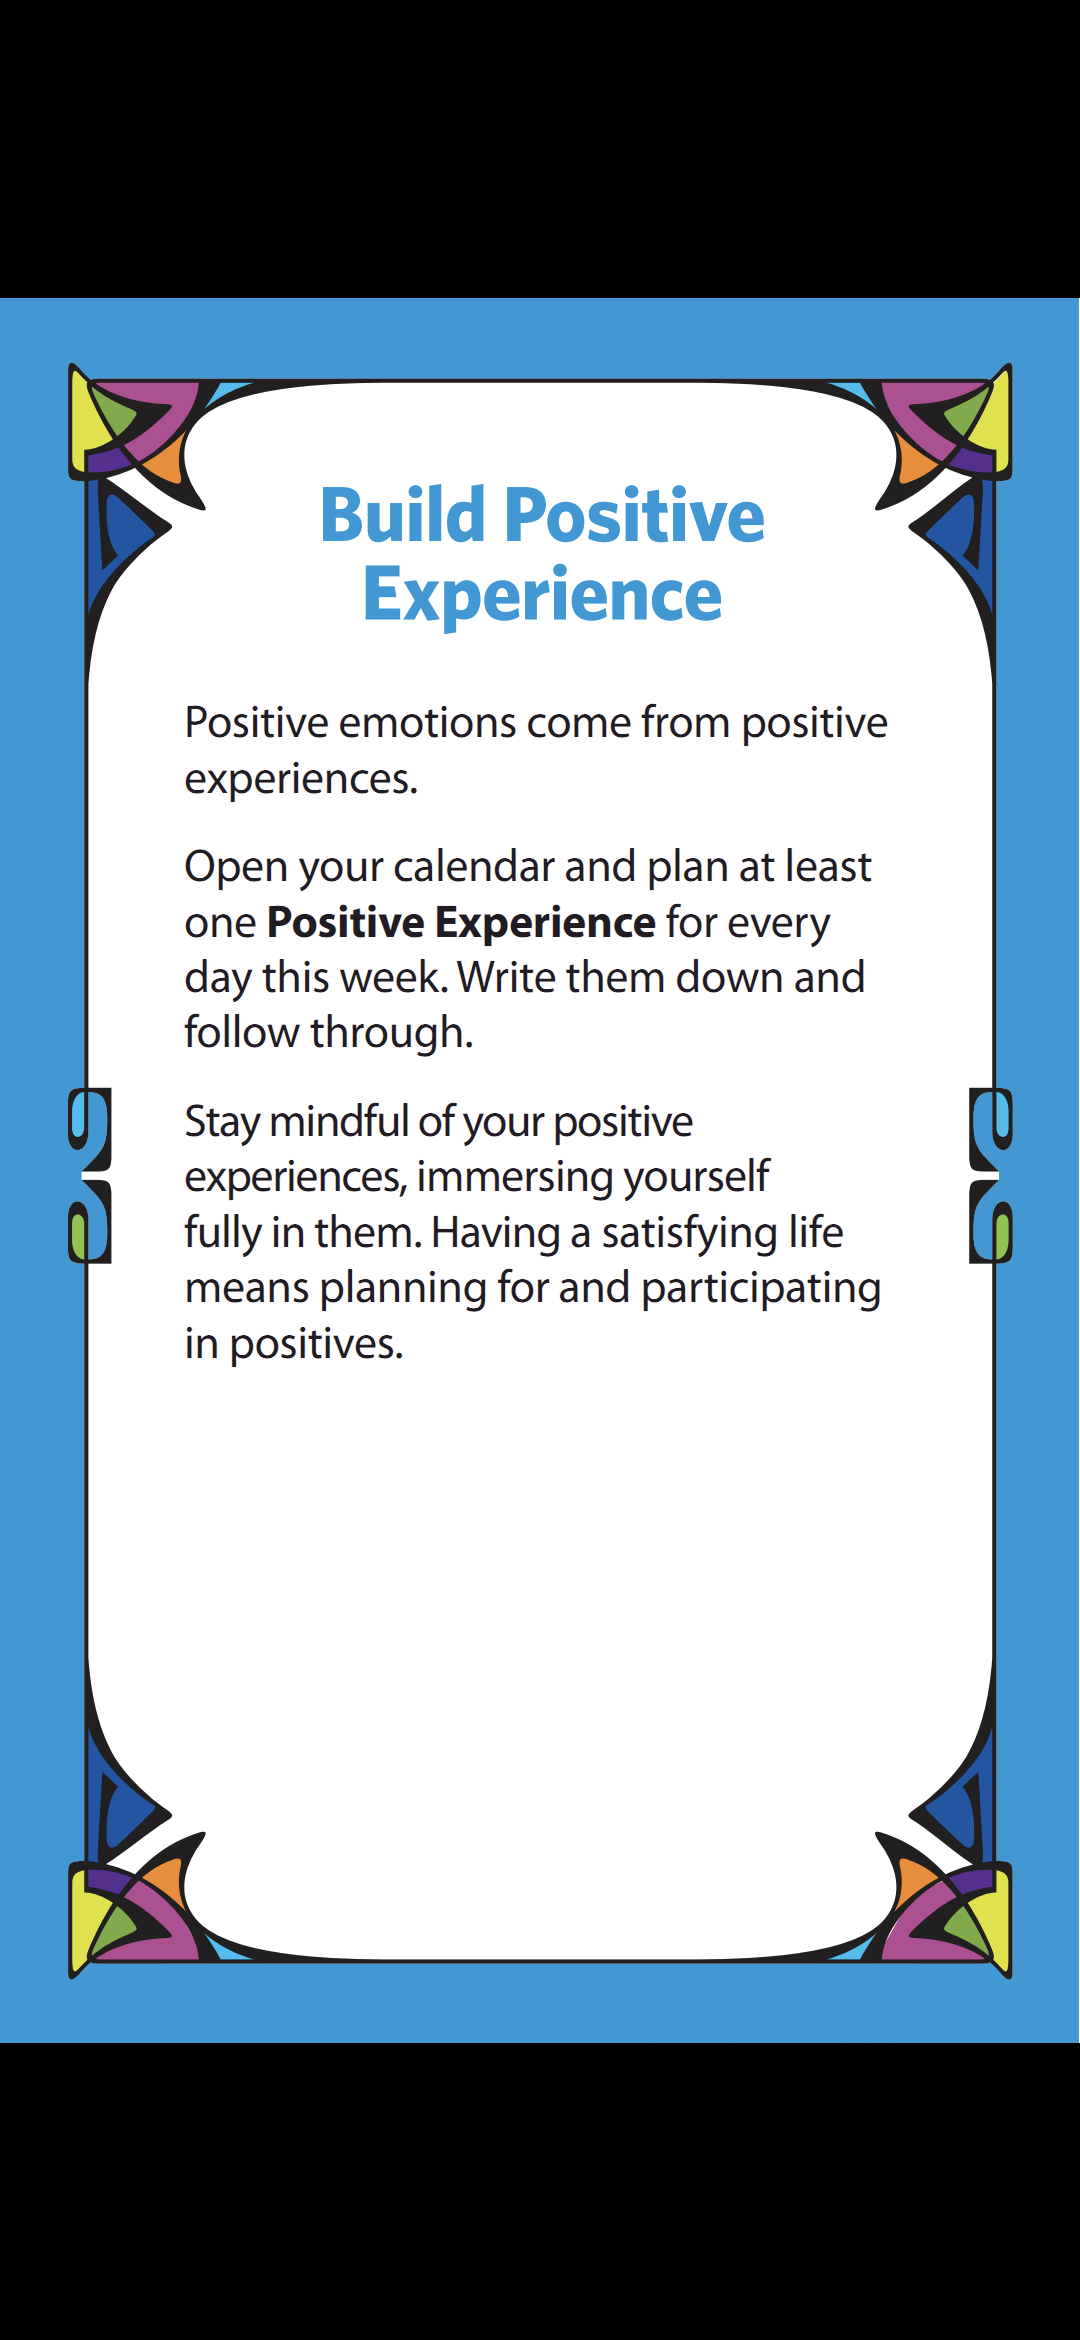 Build Positive
Experience
Positive emotions come from positive
experiences.
Open your calendar and plan at least
one Positive Experience for every
day this week. Write them down and
follow through.
Stay mindful of your positive
experiences, immersing yourself
fully in them. Having a satisfying life
means planning for and participating
in positives.